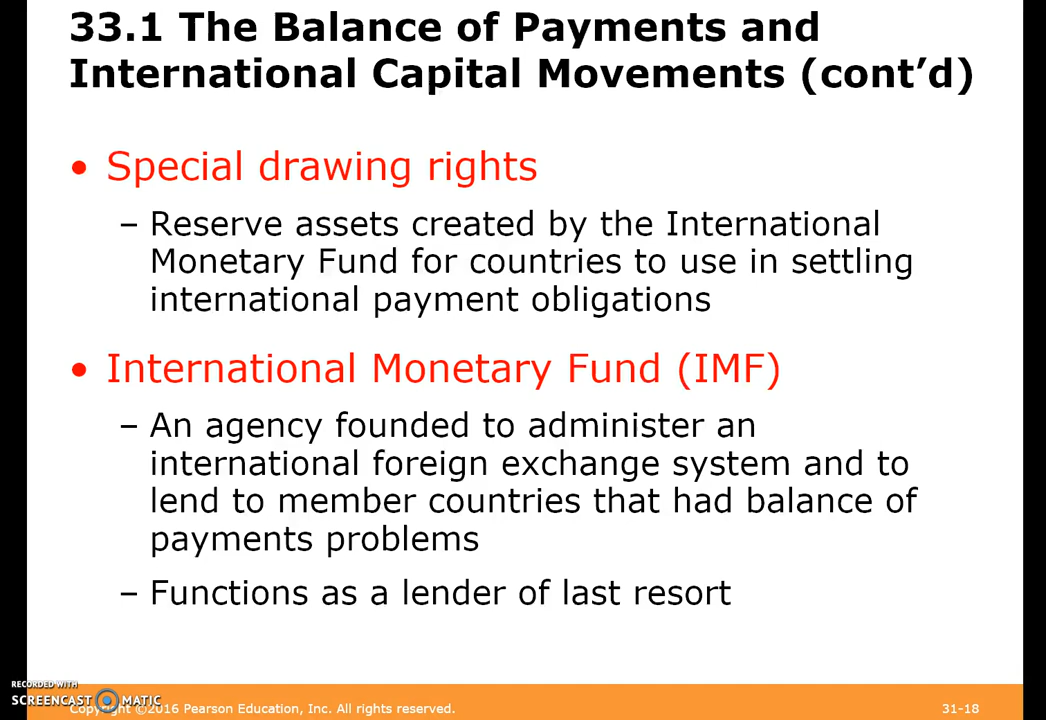 33.1 The Balance of Payments and
International Capital Movements (cont’d)
• Special drawing rights
– Reserve assets created by the International
Monetary Fund for countries to use in settling
international payment obligations
• International Monetary Fund (IMF)
– An agency founded to administer an
international foreign exchange system and to
lend to member countries that had balance of
payments problems
– Functions as a lender of last resort
RECORDED WITH
SCREENCAST MATIC
Copyright ©2016 Pearson Education, Inc. All rights reserved.
31-18